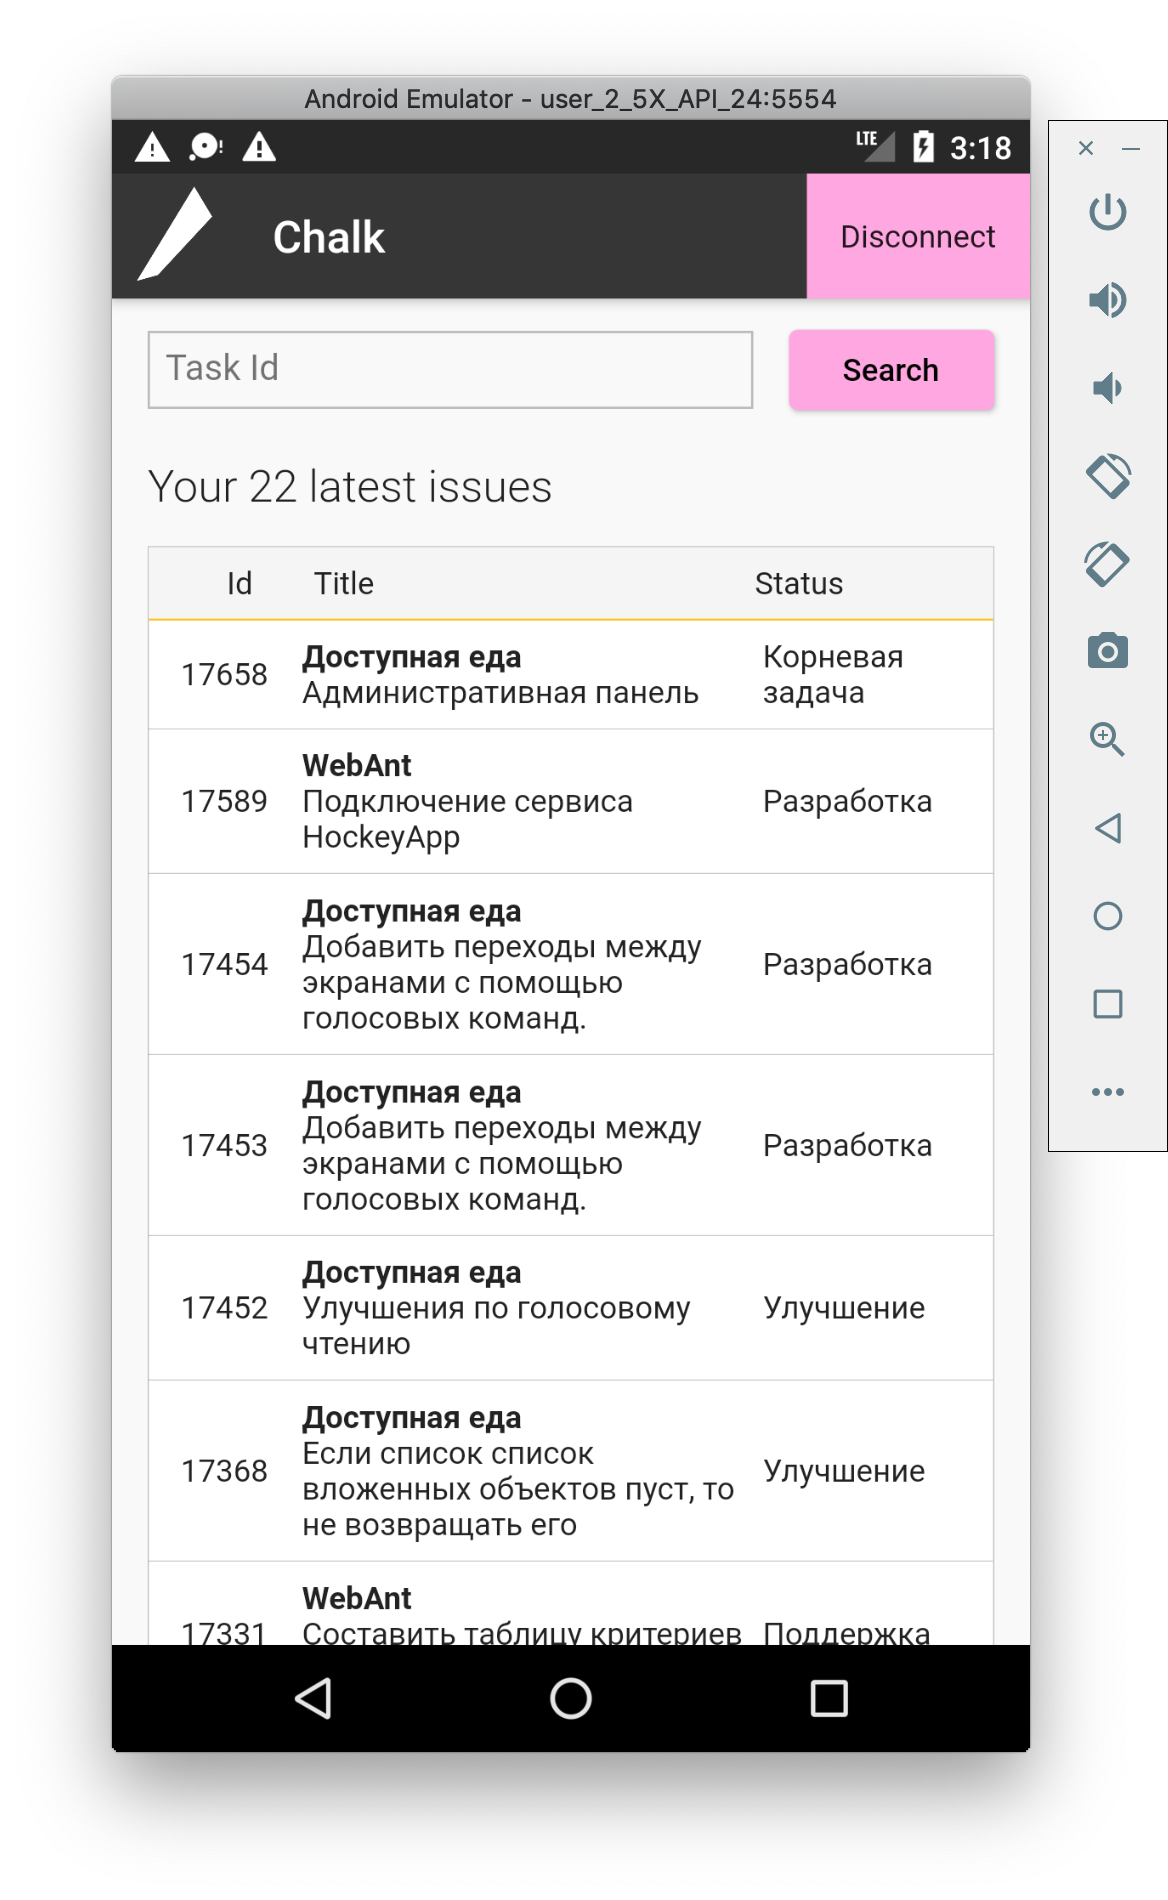 Android Emulator - user_2_5X_API_24:5554
LTE 3:18
Chalk
Disconnect
Task Id
Search
Your 22 latest issues
Id Title Status
17658
Доступная еда
Административная панель
Корневая
задача
17589
WebAnt
Подключение сервиса
HockeyApp
Разработка
17454
Доступная еда
Добавить переходы между
экранами с помощью
голосовых команд.
Разработка
17453
Доступная еда
Добавить переходы между
экранами с помощью
голосовых команд.
Разработка
17452
Доступная еда
Улучшения по голосовому
чтению
Улучшение
17368
Доступная еда
Если список список
вложенных объектов пуст, то
не возвращать его
Улучшение
17331
WebAnt
Составить таблицу критериев
Поддержка